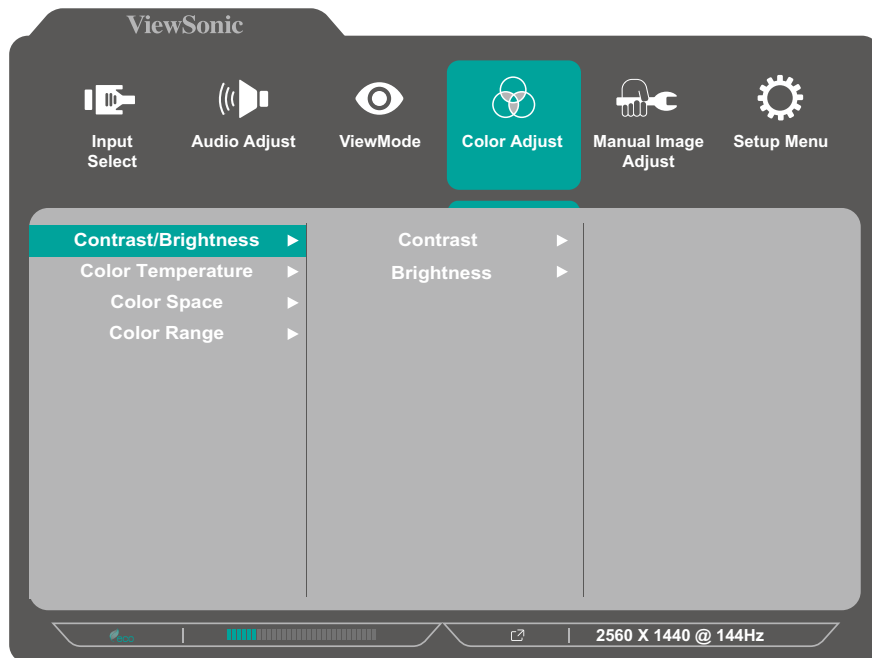 ViewSonic
Input
Select
Audio Adjust
ViewMode
Color Adjust
Manual Image
Adjust
Setup Menu
Contrast/Brightness
Color Temperature
Color Space
Color Range
Contrast
Brightness
eco
2560 X 1440 @ 144Hz